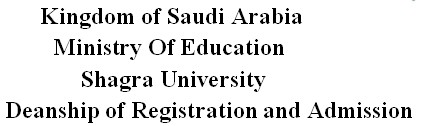 Kingdom of Saudi Arabia
Ministry Of Education
Shagra University
Deanship of Registration and Admission